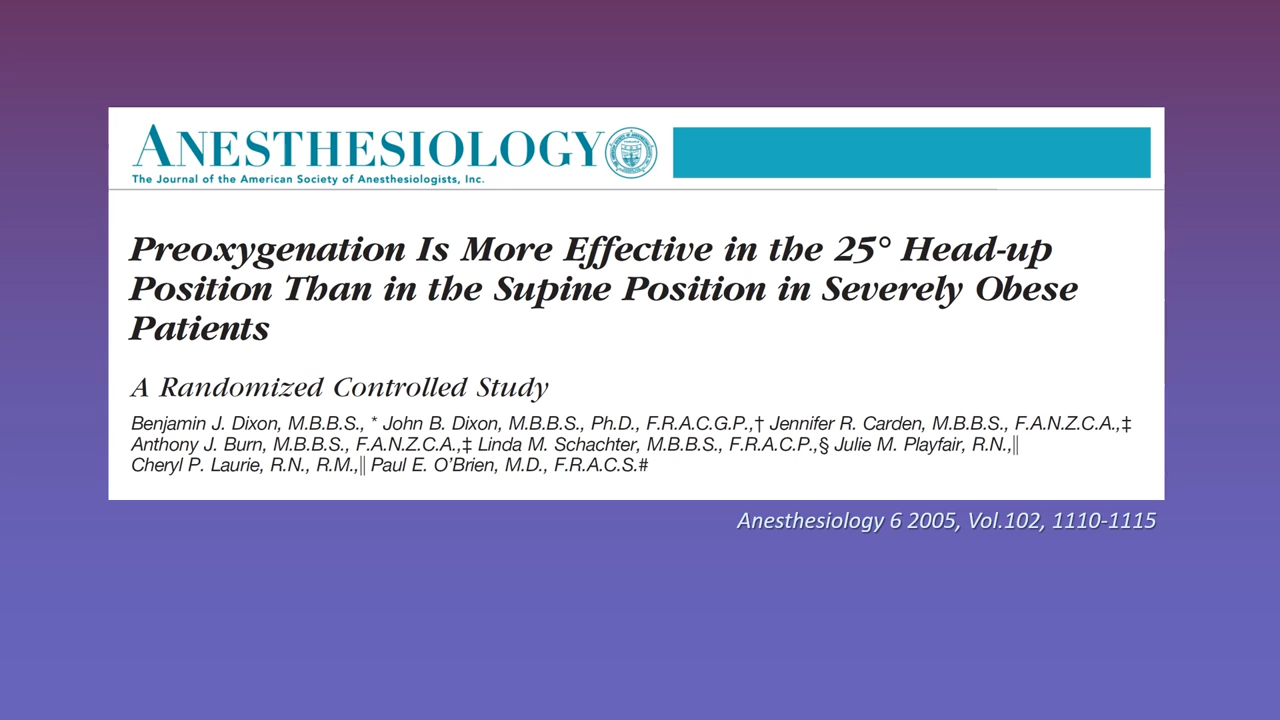 ANESTHESIOLOGY
The Journal of the American Society of Anesthesiologists, Inc.
Preoxygenation Is More Effective in the 25° Head-up
Position Than in the Supine Position in Severely Obese
Patients
A Randomized Controlled Study
Benjamin J. Dixon, M.B.B.S., * John B. Dixon, M.B.B.S., Ph.D., F.R.A.C.G.P.,† Jennifer R. Carden, M.B.B.S., F.A.N.Z.C.A.,‡
Anthony J. Burn, M.B.B.S., F.A.N.Z.C.A.,‡ Linda M. Schachter, M.B.B.S., F.R.A.C.P.,§ Julie M. Playfair, R.N.,‖
Cheryl P. Laurie, R.N., R.M.,‖ Paul E. O’Brien, M.D., F.R.A.C.S.#
Anesthesiology 6 2005, Vol.102, 1110-1115